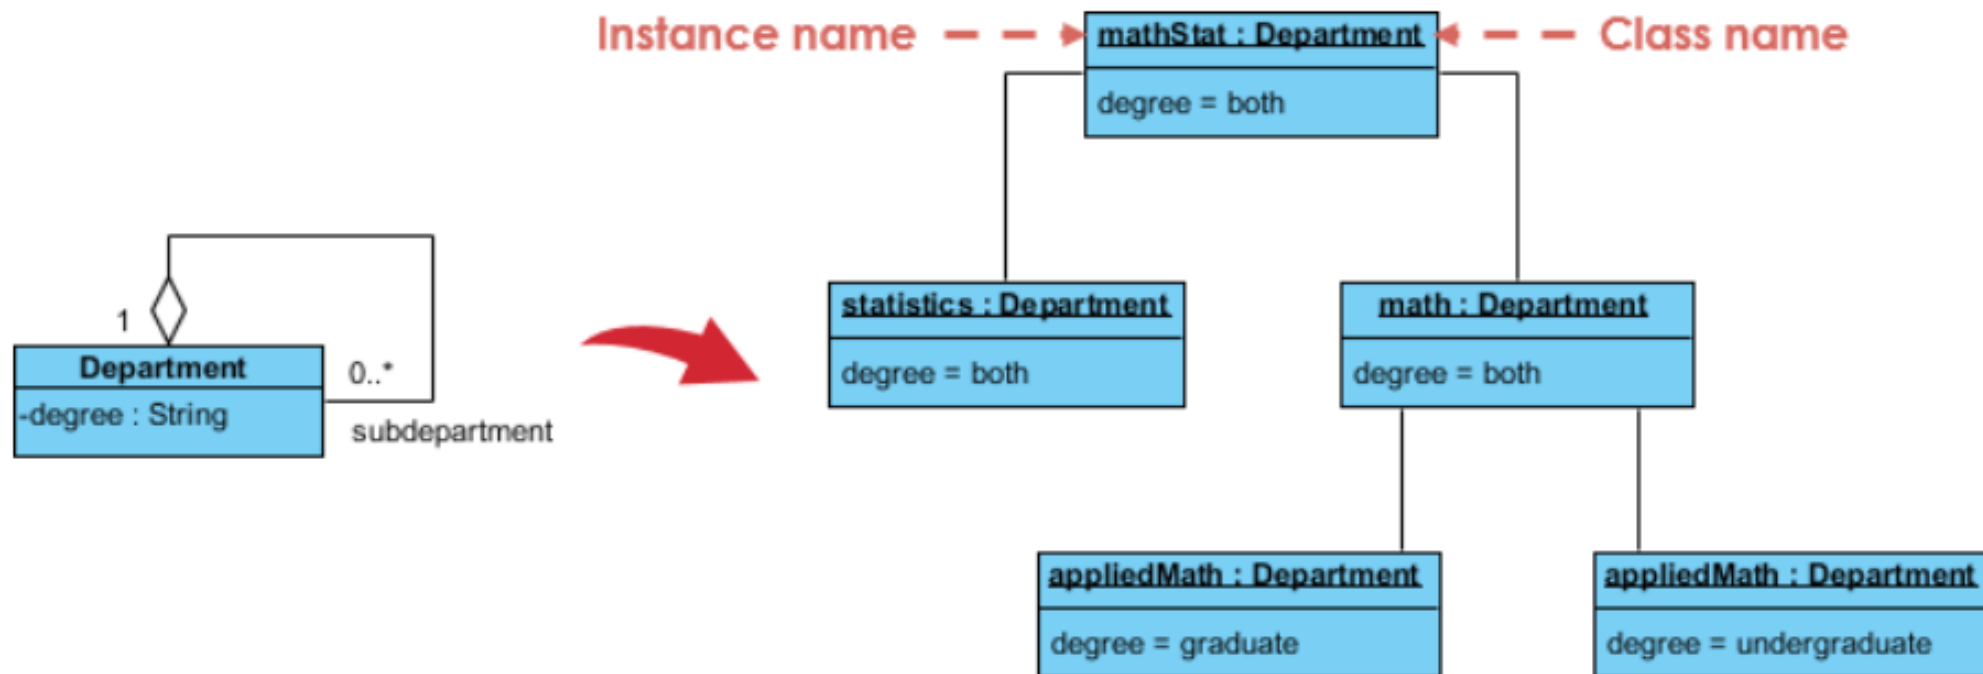 Instance name
mathStat : Department
Class name
degree = both
1
Department
0..*
-degree : String
subdepartment
statistics : Department
degree = both
math : Department
degree = both
appliedMath : Department
degree = graduate
appliedMath : Department
degree = undergraduate